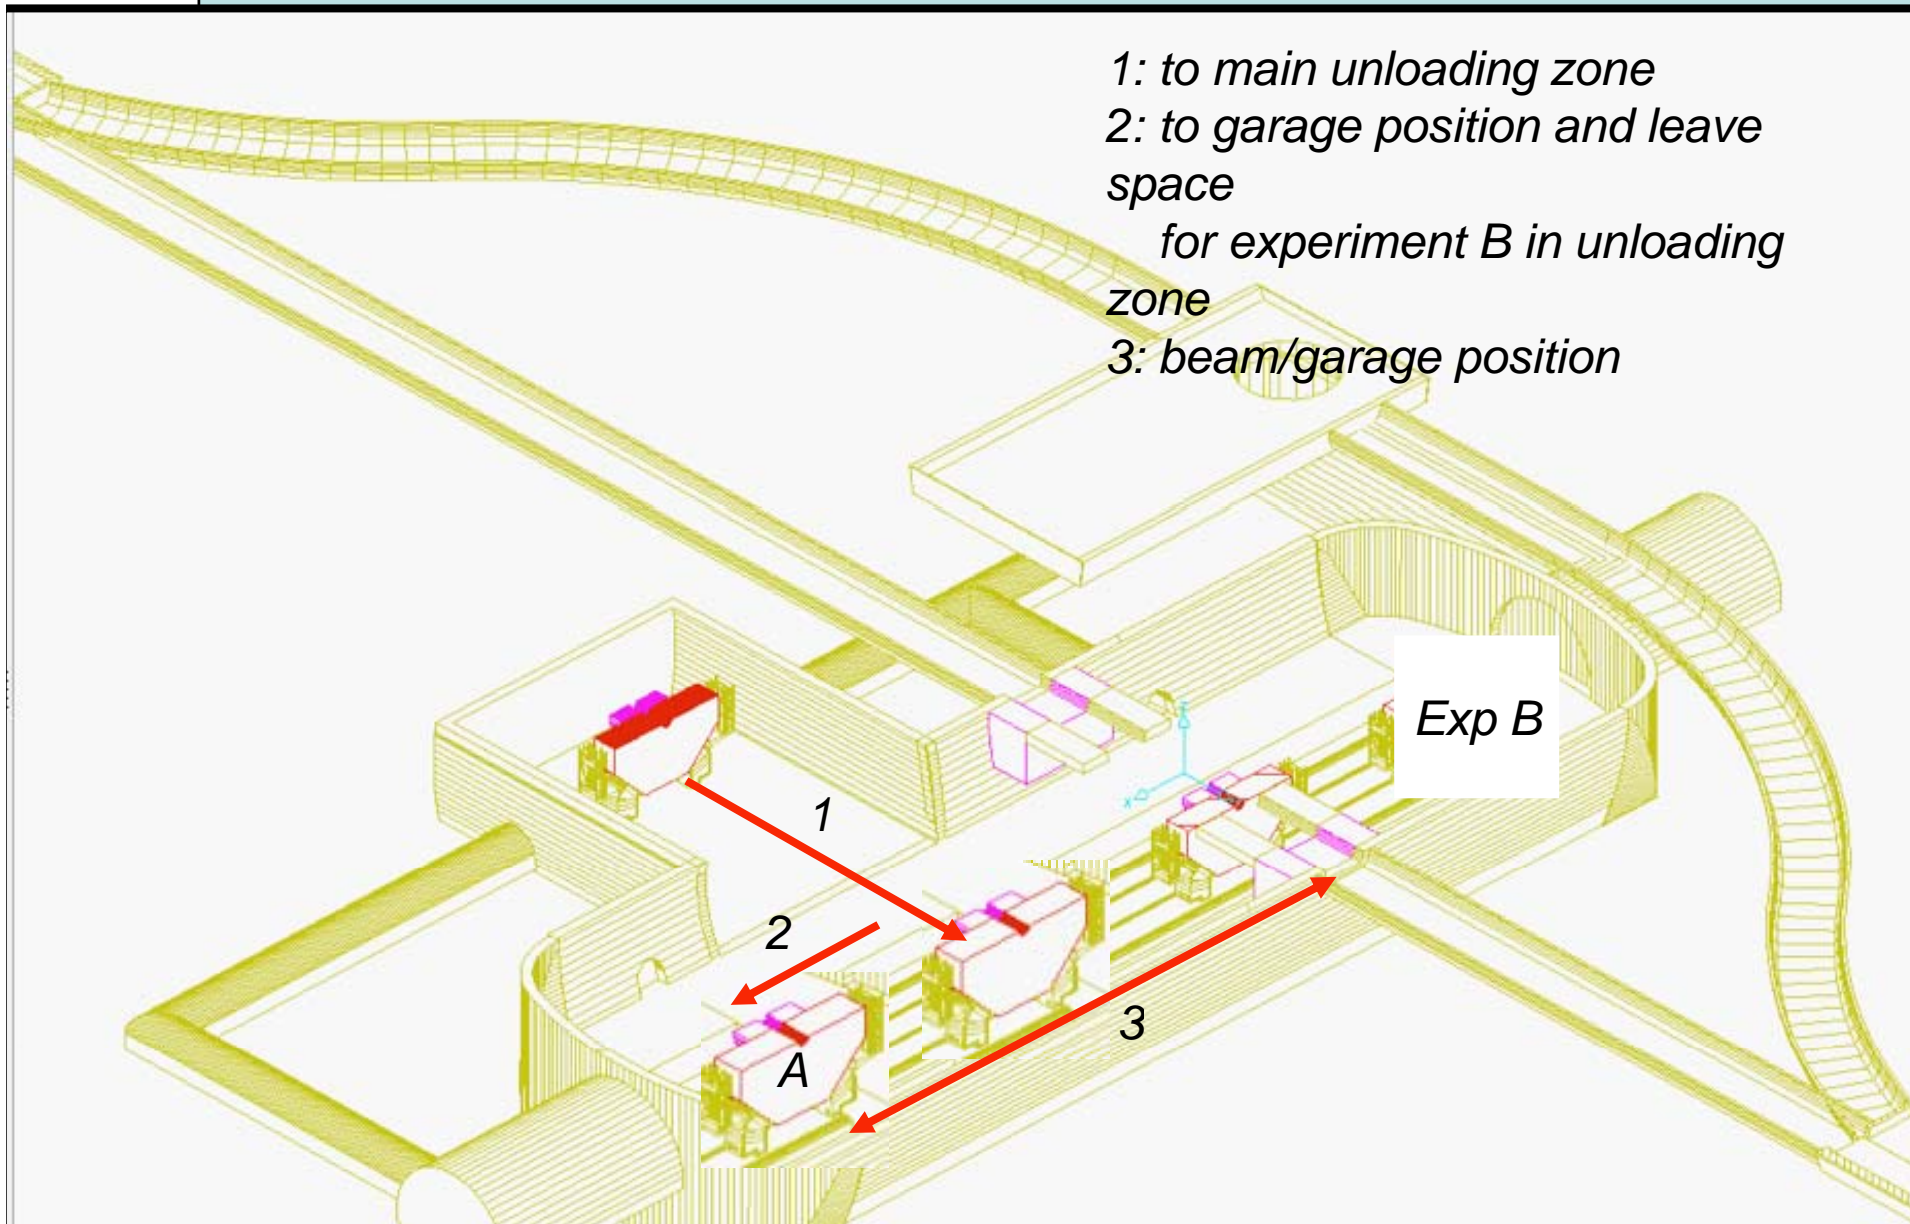 1: to main unloading zone
2: to garage position and leave
space
for experiment B in unloading
zone
3: beam/garage position
Exp B
z
x
1
2
3
A